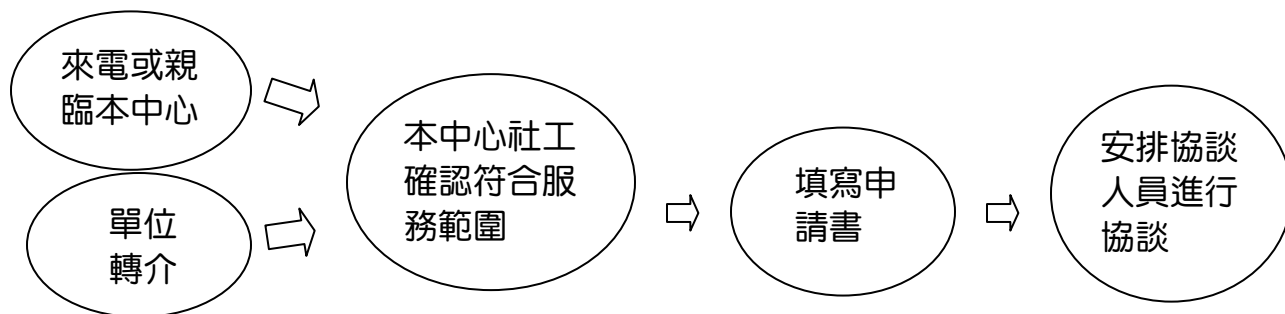 來電或親
臨本中心
單位
轉介
本中心社工
確認符合服
務範圍
填寫申
請書
安排協談
人員進行
協談